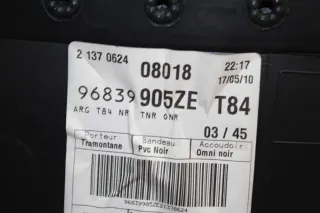 2 137 0624 08018 22:17
17/05/10
96839 905ZE T84
ARG T84 NR TNR ONR 03 / 45
Porteur Bandeau Accoudoir
Tramontane Pvc Noir Omni noir
96839905ZE21370624